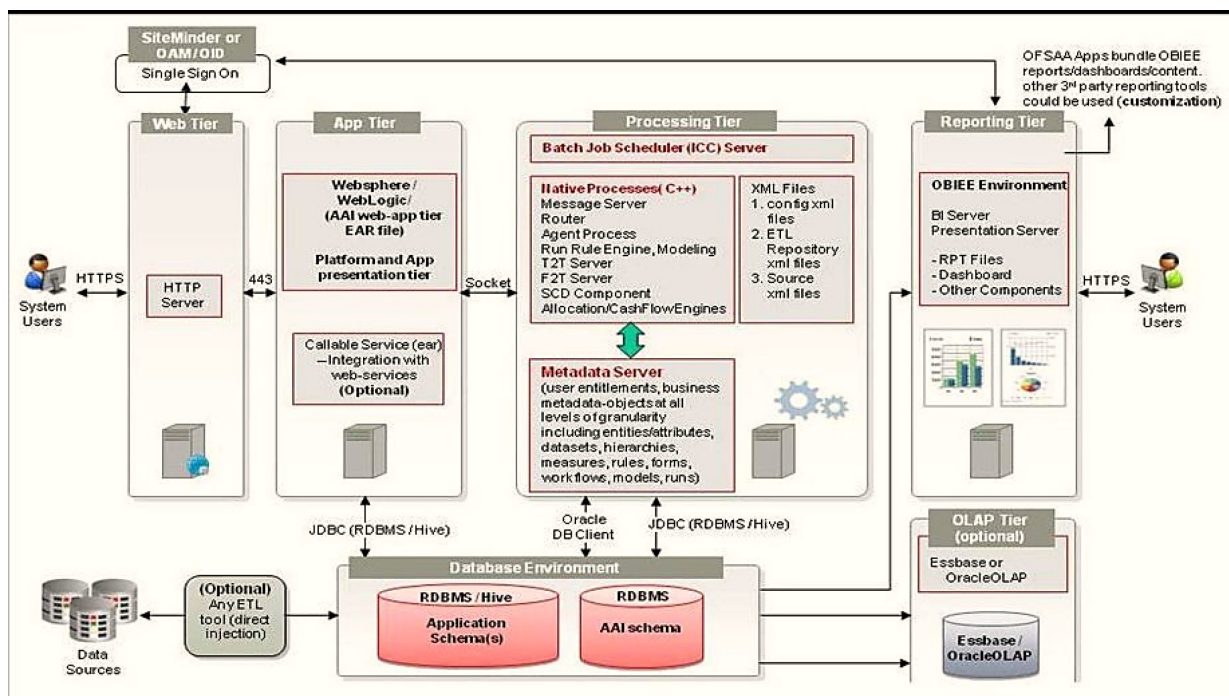 SiteMinder or
OAM/OID
Single Sign On
OFSAA Apps bundle OBIEE
reports/dashboards/content.
other 3rd party reporting tools
could be used (customization)
Web Tier
App Tier
Processing Tier
Reporting Tier
System
Users
HTTPS
HTTP
Server
443
Websphere /
WebLogic/
(AAI web-app tier
EAR file)
Platform and App
presentation tier
Callable Service (ear)
–Integration with
web-services
(Optional)
Socket
Batch Job Scheduler (ICC) Server
Native Processes( C++)
Message Server
Router
Agent Process
Run Rule Engine, Modeling
T2T Server
F2T Server
SCD Component
Allocation/CashFlowEngines
XML Files
1. config xml
files
2. ETL
Repository
xml files
3. Source
xml files
Metadata Server
(user entitlements, business
metadata-objects at all
levels of granularity
including entities/attributes,
datasets, hierarchies,
measures, rules, forms,
workflows, models, runs)
OBIEE Environment
BI Server
Presentation Server
- RPT Files
- Dashboard
- Other Components
HTTPS
System
Users
JDBC (RDBMS / Hive)
Oracle
DB Client
JDBC (RDBMS / Hive)
OLAP Tier
(optional)
Essbase or
OracleOLAP
Essbase /
OracleOLAP
Database Environment
RDBMS / Hive
Application
Schema(s)
RDBMS
AAI schema
(Optional)
Any ETL
tool (direct
injection)
Data
Sources